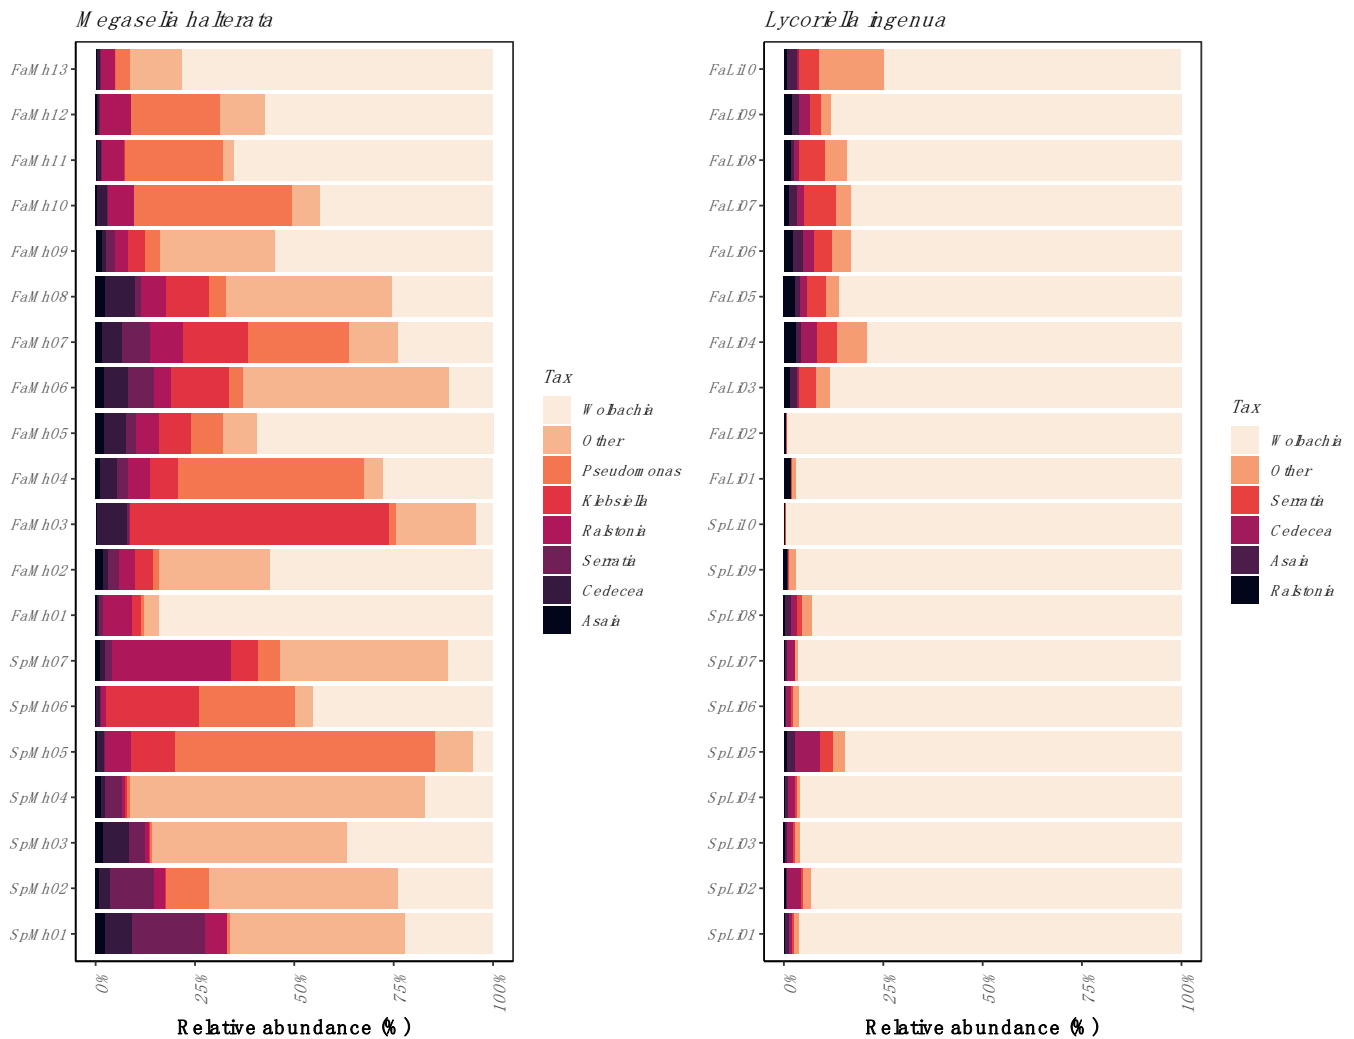 Megaselia halterata
FaMh13
FaMh12
FaMh11
FaMh10
FaMh09
FaMh08
FaMh07
FaMh06
FaMh05
FaMh04
FaMh03
FaMh02
FaMh01
SpMh07
SpMh06
SpMh05
SpMh04
SpMh03
SpMh02
SpMh01
0% 25% 50% 75% 100%
Relative abundance (%)
Tax
Wolbachia
Other
Pseudomonas
Klebsiella
Ralstonia
Serratia
Cedecea
Asaia
Lycoriella ingenua
FaLi10
FaLi09
FaLi08
FaLi07
FaLi06
FaLi05
FaLi04
FaLi03
FaLi02
FaLi01
SpLi10
SpLi09
SpLi08
SpLi07
SpLi06
SpLi05
SpLi04
SpLi03
SpLi02
SpLi01
0% 25% 50% 75% 100%
Relative abundance (%)
Tax
Wolbachia
Other
Serratia
Cedecea
Asaia
Ralstonia